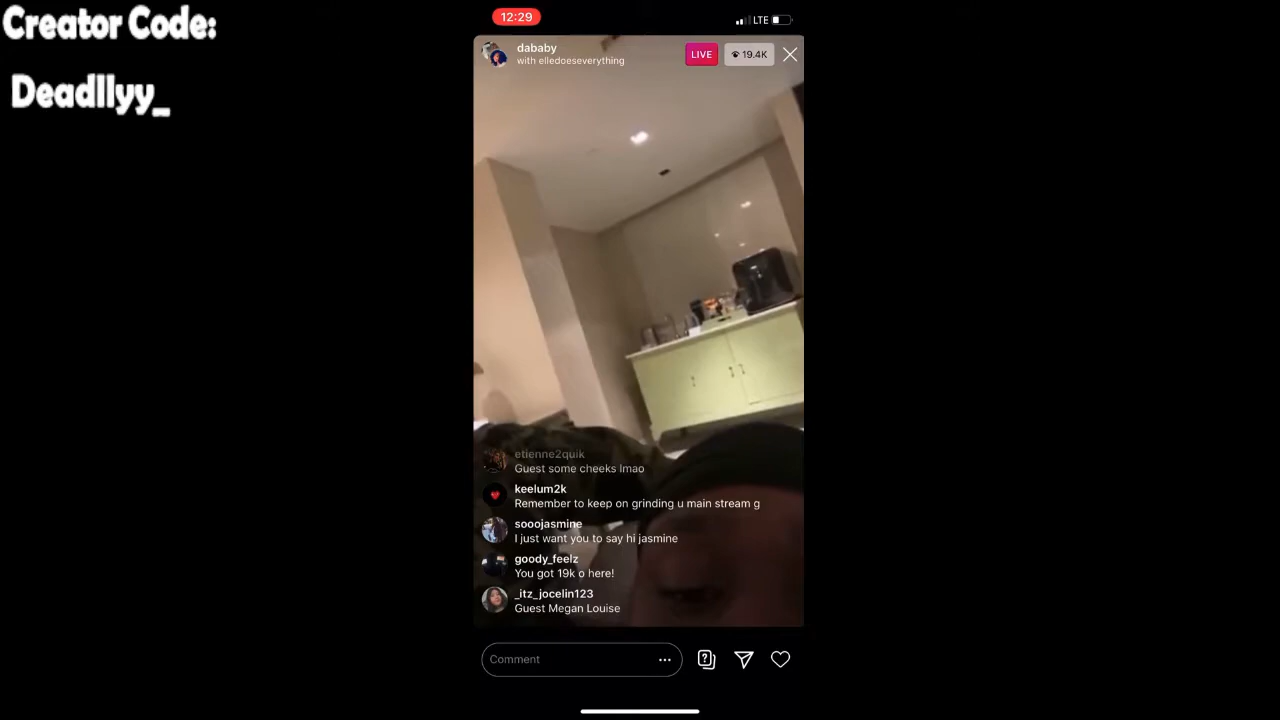 Creator Code:
Deadllyy_
12:29
LTE
dababy
with elledoeseverything
LIVE
19.4K
etienne2quik
Guest some cheeks lmao
keelum2k
Remember to keep on grinding u main stream g
sooojasmine
I just want you to say hi jasmine
goody_feelz
You got 19k o here!
_itz_jocelin123
Guest Megan Louise
Comment